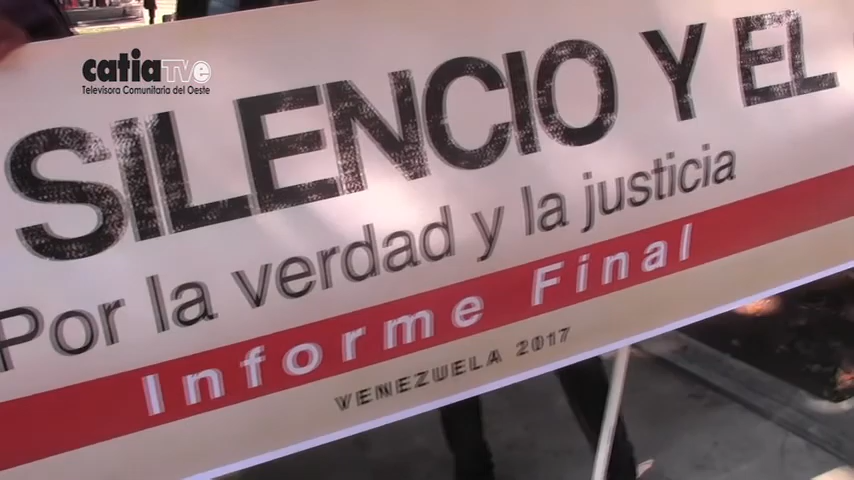 catiaTVe
Televisora Comunitaria del Oeste
SILENCIO Y EL
Por la verdad y la justicia
Informe Final
VENEZUELA 2017